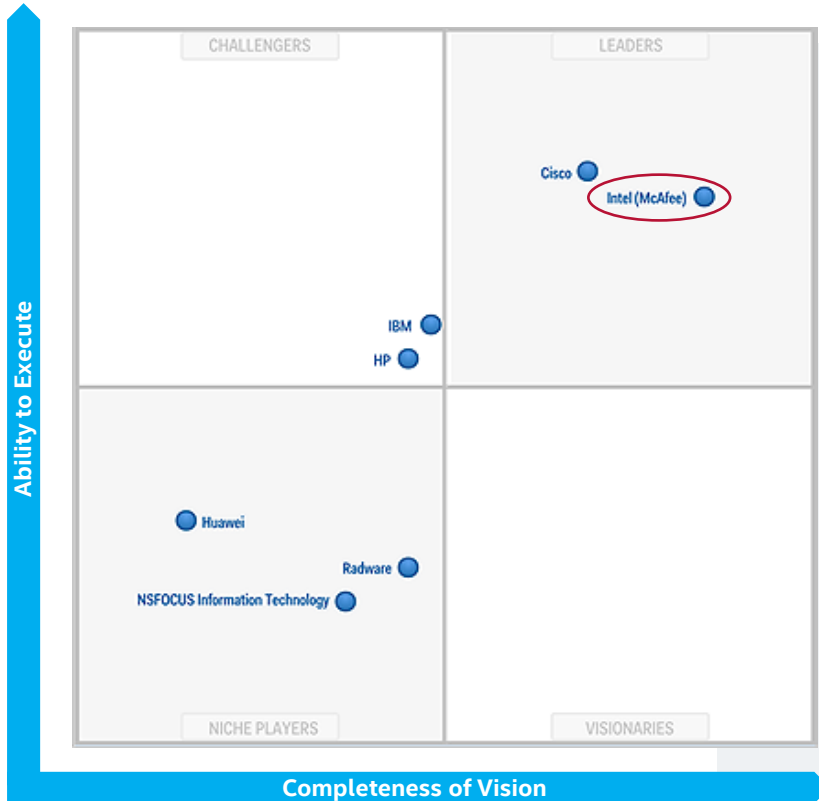 CHALLENGERS
LEADERS
Cisco
Intel (McAfee)
IBM
HP
Ability to Execute
Huawei
Radware
NSFOCUS Information Technology
NICHE PLAYERS
VISIONARIES
Completeness of Vision